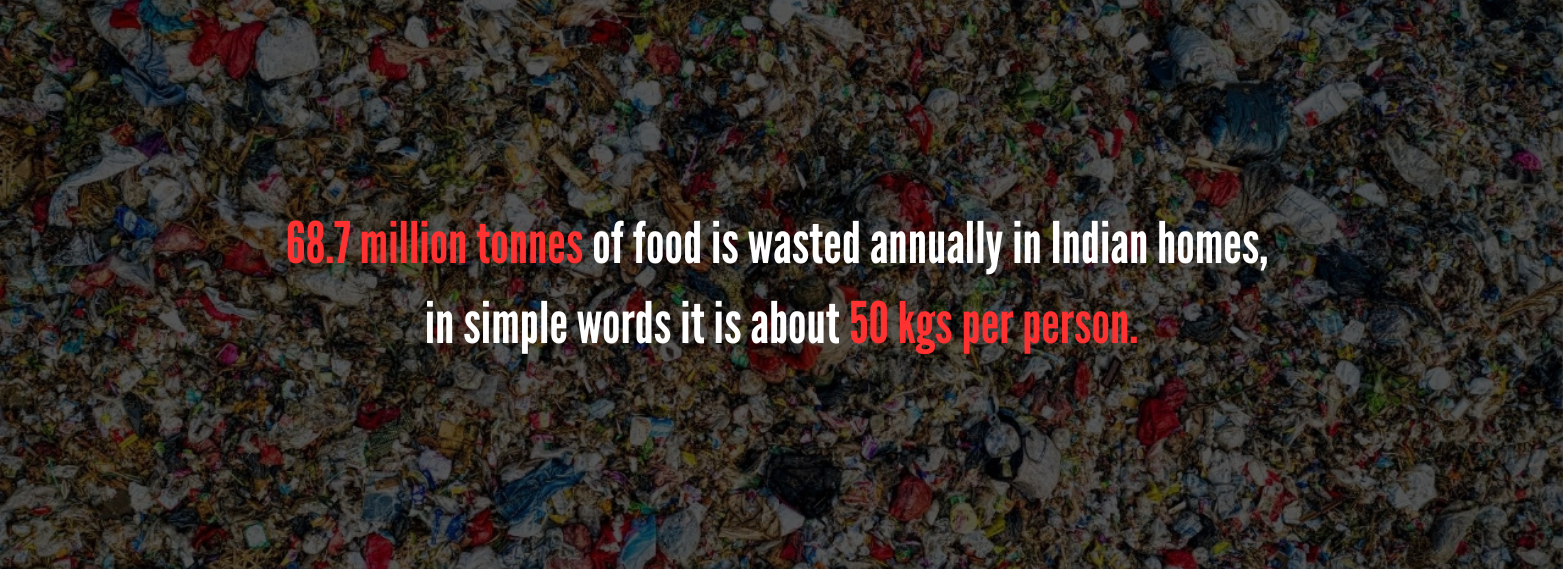 68.7 million tonnes of food is wasted annually in Indian homes,
in simple words it is about 50 kgs per person.